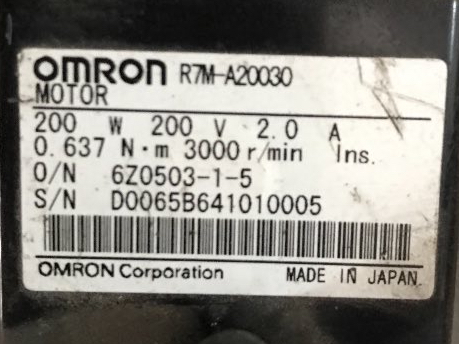 OMRON R7M-A20030
MOTOR
200 W 200 V 2.0 A
0.637 N·m 3000 r/min Ins.
O/N 6Z0503-1-5
S/N D0065B641010005
OMRON Corporation MADE IN JAPAN